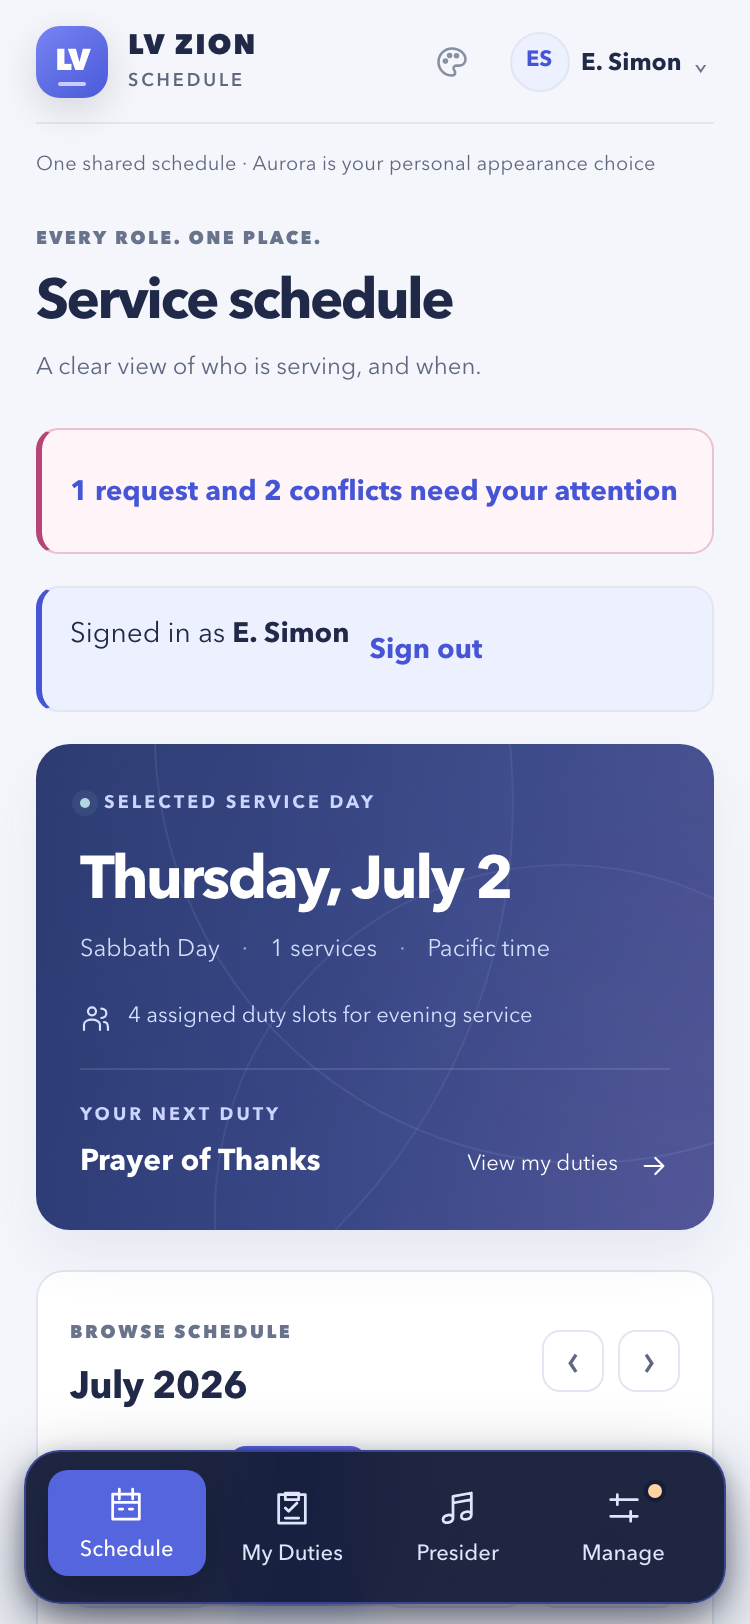 LV
LV ZION
SCHEDULE
ES
E. Simon
One shared schedule · Aurora is your personal appearance choice
EVERY ROLE. ONE PLACE.
Service schedule
A clear view of who is serving, and when.
1 request and 2 conflicts need your attention
Signed in as E. Simon
Sign out
SELECTED SERVICE DAY
Thursday, July 2
Sabbath Day · 1 services · Pacific time
4 assigned duty slots for evening service
YOUR NEXT DUTY
Prayer of Thanks
View my duties →
BROWSE SCHEDULE
July 2026
‹ ›
Schedule
My Duties
Presider
Manage